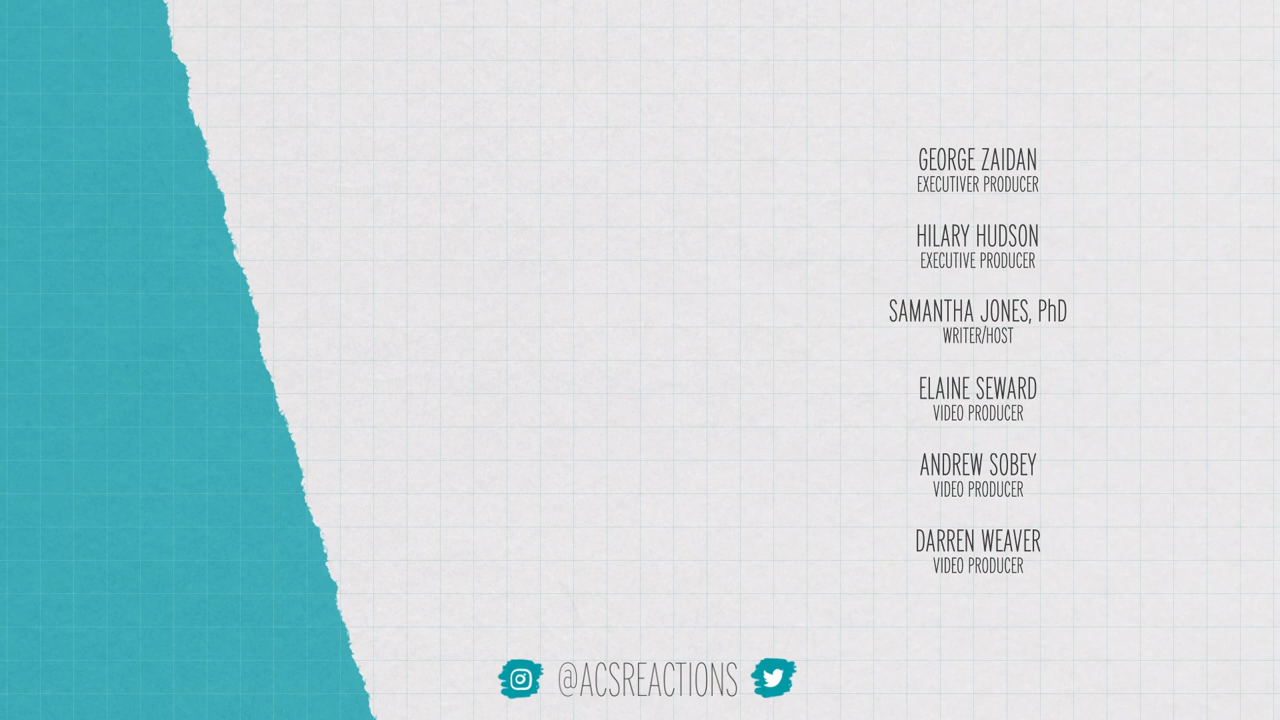 GEORGE ZAIDAN
EXECUTIVER PRODUCER
HILARY HUDSON
EXECUTIVE PRODUCER
SAMANTHA JONES, PhD
WRITER/HOST
ELAINE SEWARD
VIDEO PRODUCER
ANDREW SOBEY
VIDEO PRODUCER
DARREN WEAVER
VIDEO PRODUCER
@ACSREACTIONS